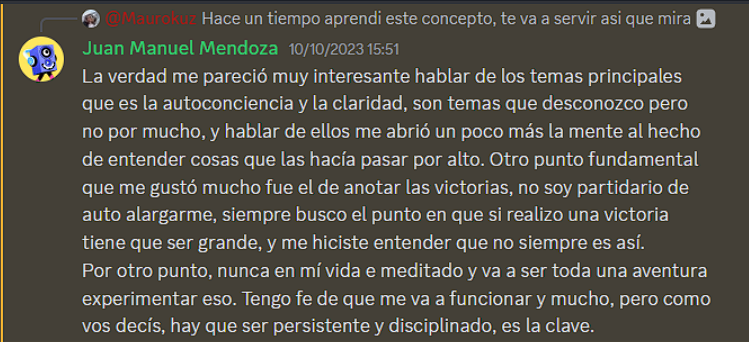 @Maurokuz Hace un tiempo aprendi este concepto, te va a servir asi que mira
Juan Manuel Mendoza 10/10/2023 15:51
La verdad me pareció muy interesante hablar de los temas principales
que es la autoconciencia y la claridad, son temas que desconozco pero
no por mucho, y hablar de ellos me abrió un poco más la mente al hecho
de entender cosas que las hacía pasar por alto. Otro punto fundamental
que me gustó mucho fue el de anotar las victorias, no soy partidario de
auto alargarme, siempre busco el punto en que si realizo una victoria
tiene que ser grande, y me hiciste entender que no siempre es así.
Por otro punto, nunca en mí vida e meditado y va a ser toda una aventura
experimentar eso. Tengo fe de que me va a funcionar y mucho, pero como
vos decís, hay que ser persistente y disciplinado, es la clave.